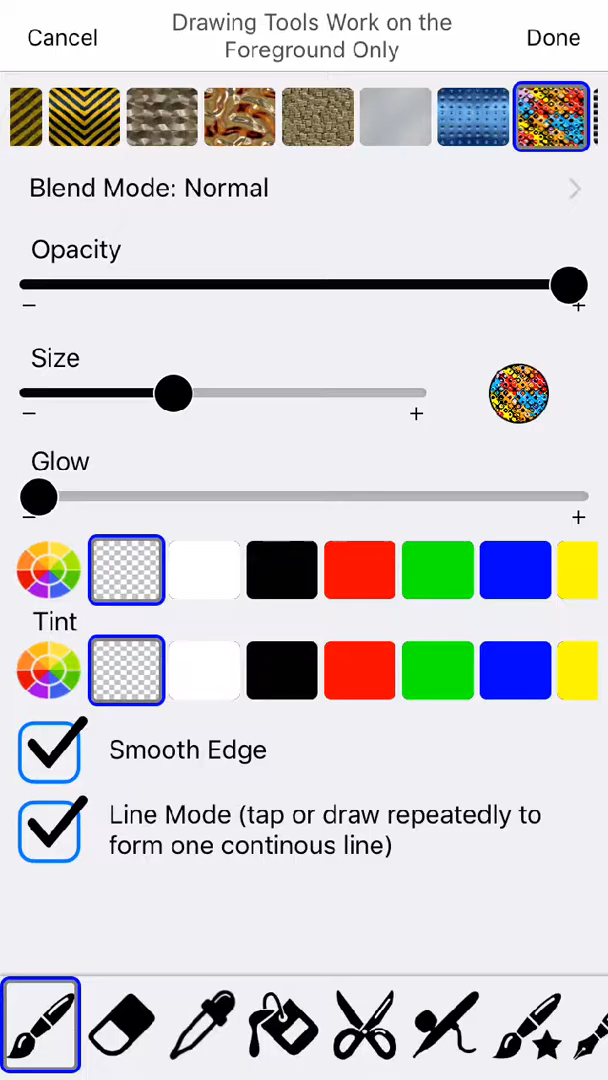 Cancel
Drawing Tools Work on the
Foreground Only
Done
Blend Mode: Normal
Opacity
− +
Size
− +
Glow
− +
Tint
Smooth Edge
Line Mode (tap or draw repeatedly to
form one continous line)